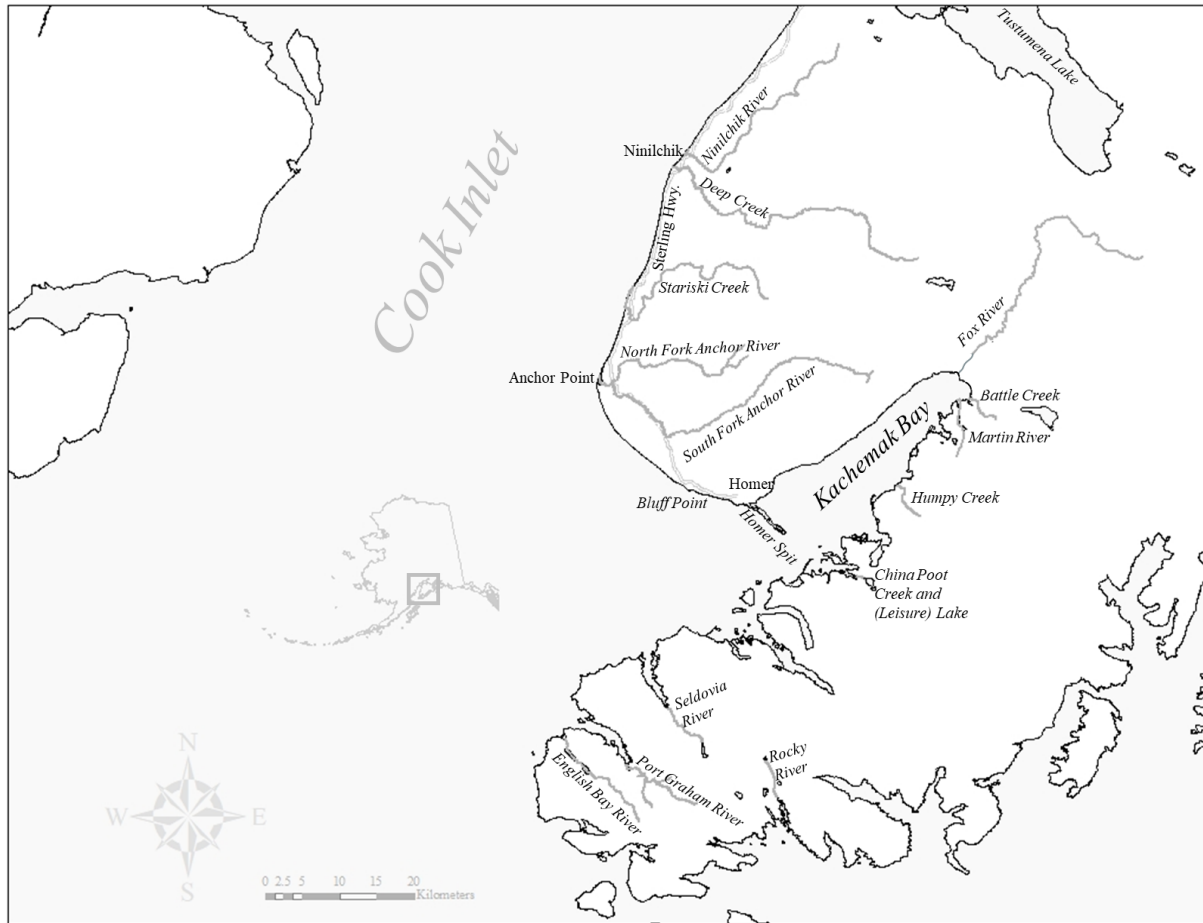 Tustumena Lake
Ninilchik River
Ninilchik
Cook Inlet
Deep Creek
Sterling Hwy.
Stariski Creek
Fox River
North Fork Anchor River
Anchor Point
South Fork Anchor River
Battle Creek
Kachemak Bay
Martin River
Homer
Bluff Point
Humpy Creek
Homer Spit
China Poot
Creek and
(Leisure) Lake
Seldovia
River
Rocky
River
Port Graham River
English Bay River
N
W
E
S
0 2.5 5 10 15 20
Kilometers